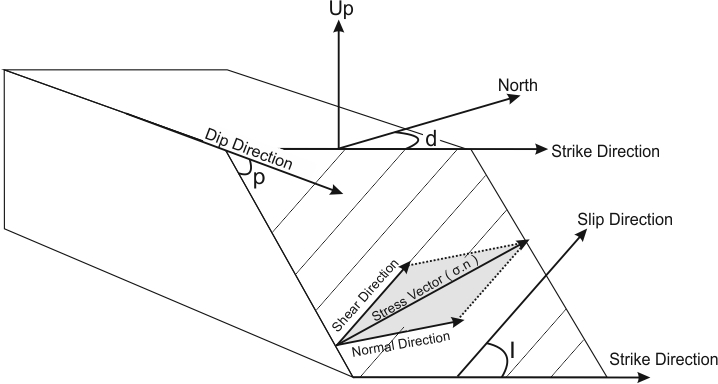 Up
North
d
Strike Direction
Dip Direction
p
Slip Direction
Shear Direction
Stress Vector ( σ.n )
Normal Direction
l
Strike Direction